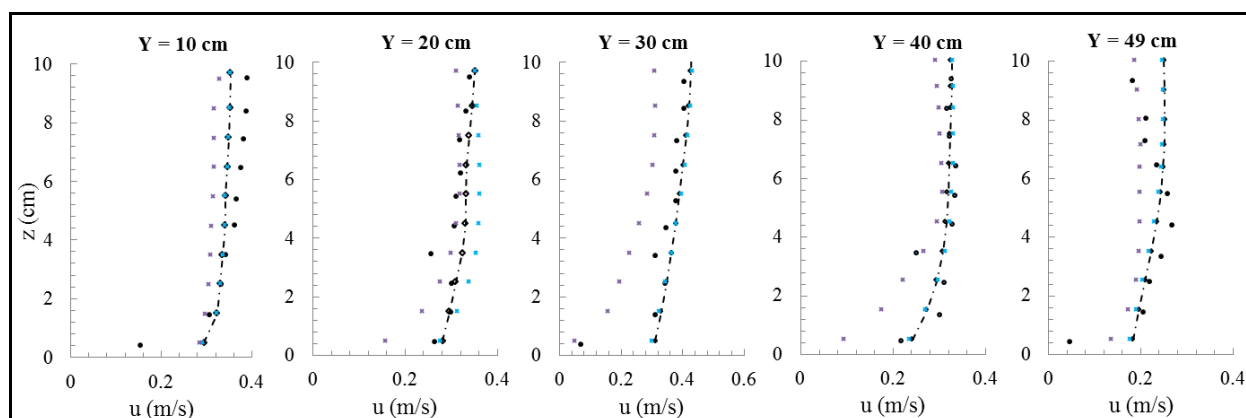 Y = 10 cm Y = 20 cm Y = 30 cm Y = 40 cm Y = 49 cm
10 10 10 10 10
8 8 8 8 8
6 6 6 6 6
4 4 4 4 4
2 2 2 2 2
0 0 0 0 0
z (cm)
0 0.2 0.4 0 0.2 0.4 0 0.2 0.4 0.6 0 0.2 0.4 0 0.2 0.4
u (m/s) u (m/s) u (m/s) u (m/s) u (m/s)